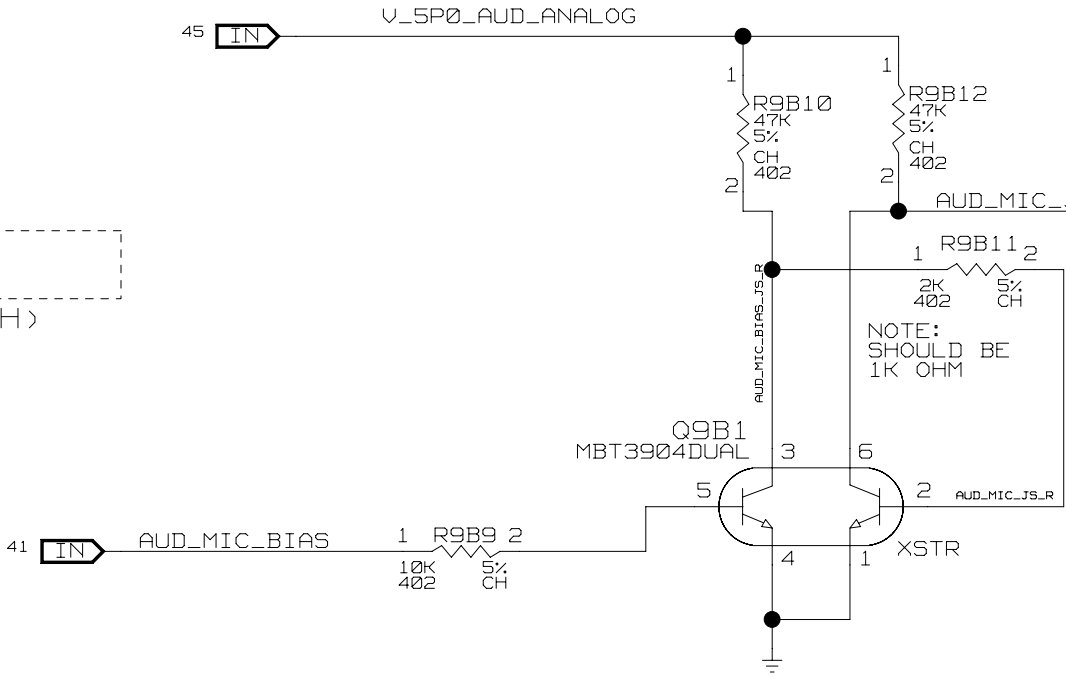 V_5P0_AUD_ANALOG
45 IN
1
1
R9B10
47K
5%
CH
402
2
R9B12
47K
5%
CH
402
2
AUD_MIC_
R9B11
1
2
2K
402
5%
CH
H)
AUD_MIC_BIAS_JS_R
NOTE:
SHOULD BE
1K OHM
Q9B1
MBT3904DUAL
3
6
5
2
AUD_MIC_JS_R
41 IN
AUD_MIC_BIAS
1
R9B9
2
10K
402
5%
CH
4
1
XSTR